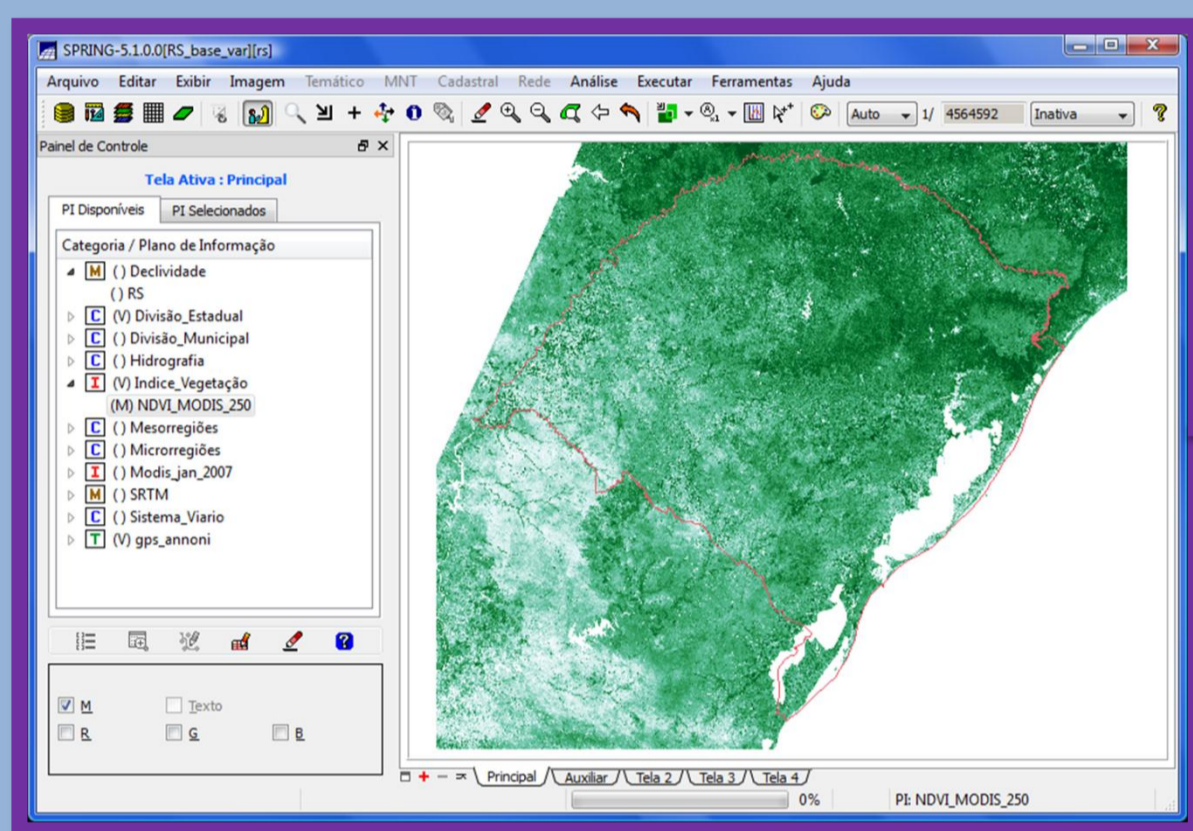 SPRING-5.1.0.0[RS_base_var][rs]
Arquivo Editar Exibir Imagem Temático MNT Cadastral Rede Análise Executar Ferramentas Ajuda
Auto 1/ 4564592 Inativa
Painel de Controle
Tela Ativa : Principal
PI Disponíveis PI Selecionados
Categoria / Plano de Informação
M () Declividade
() RS
C (V) Divisão_Estadual
C () Divisão_Municipal
C () Hidrografia
I (V) Indice_Vegetação
(M) NDVI_MODIS_250
C () Mesorregiões
C () Microrregiões
I () Modis_jan_2007
M () SRTM
C () Sistema_Viario
T (V) gps_annoni
M Texto
R G B
Principal Auxiliar Tela 2 Tela 3 Tela 4
0% PI: NDVI_MODIS_250